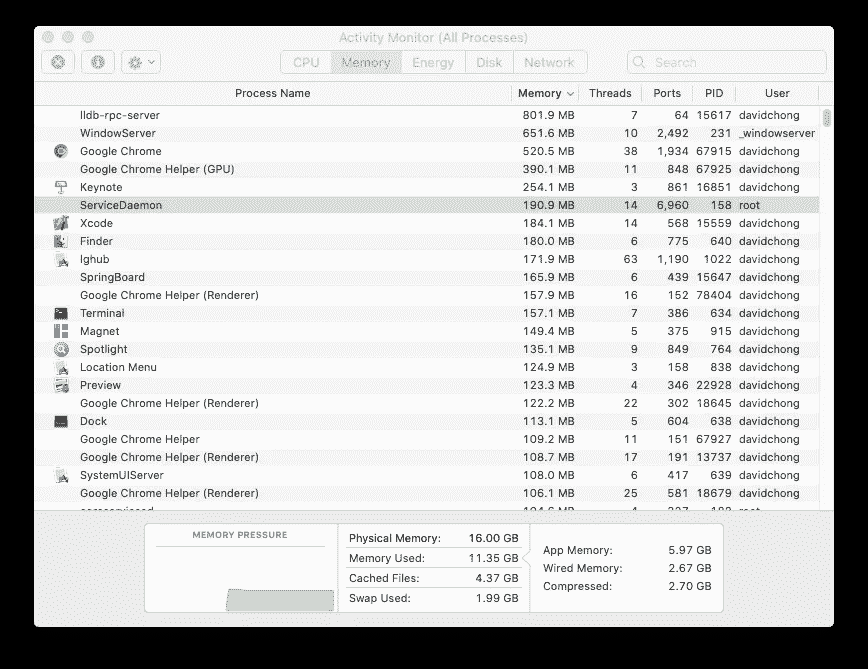 Activity Monitor (All Processes)
CPU Memory Energy Disk Network Search
Process Name Memory Threads Ports PID User
lldb-rpc-server 801.9 MB 7 64 15617 davidchong
WindowServer 651.6 MB 10 2,492 231 _windowserver
Google Chrome 520.5 MB 38 1,934 67915 davidchong
Google Chrome Helper (GPU) 390.1 MB 11 848 67925 davidchong
Keynote 254.1 MB 3 861 16851 davidchong
ServiceDaemon 190.9 MB 14 6,960 158 root
Xcode 184.1 MB 14 568 15559 davidchong
Finder 180.0 MB 6 775 640 davidchong
lghub 171.9 MB 63 1,190 1022 davidchong
SpringBoard 165.9 MB 6 439 15647 davidchong
Google Chrome Helper (Renderer) 157.9 MB 16 152 78404 davidchong
Terminal 157.1 MB 7 386 634 davidchong
Magnet 149.4 MB 5 375 915 davidchong
Spotlight 135.1 MB 9 849 764 davidchong
Location Menu 124.9 MB 3 158 838 davidchong
Preview 123.3 MB 4 346 22928 davidchong
Google Chrome Helper (Renderer) 122.2 MB 22 302 18645 davidchong
Dock 113.1 MB 5 604 638 davidchong
Google Chrome Helper 109.2 MB 11 151 67927 davidchong
Google Chrome Helper (Renderer) 108.7 MB 17 191 13737 davidchong
SystemUIServer 108.0 MB 6 417 639 davidchong
Google Chrome Helper (Renderer) 106.1 MB 25 581 18679 davidchong
MEMORY PRESSURE
Physical Memory: 16.00 GB
Memory Used: 11.35 GB
Cached Files: 4.37 GB
Swap Used: 1.99 GB
App Memory: 5.97 GB
Wired Memory: 2.67 GB
Compressed: 2.70 GB